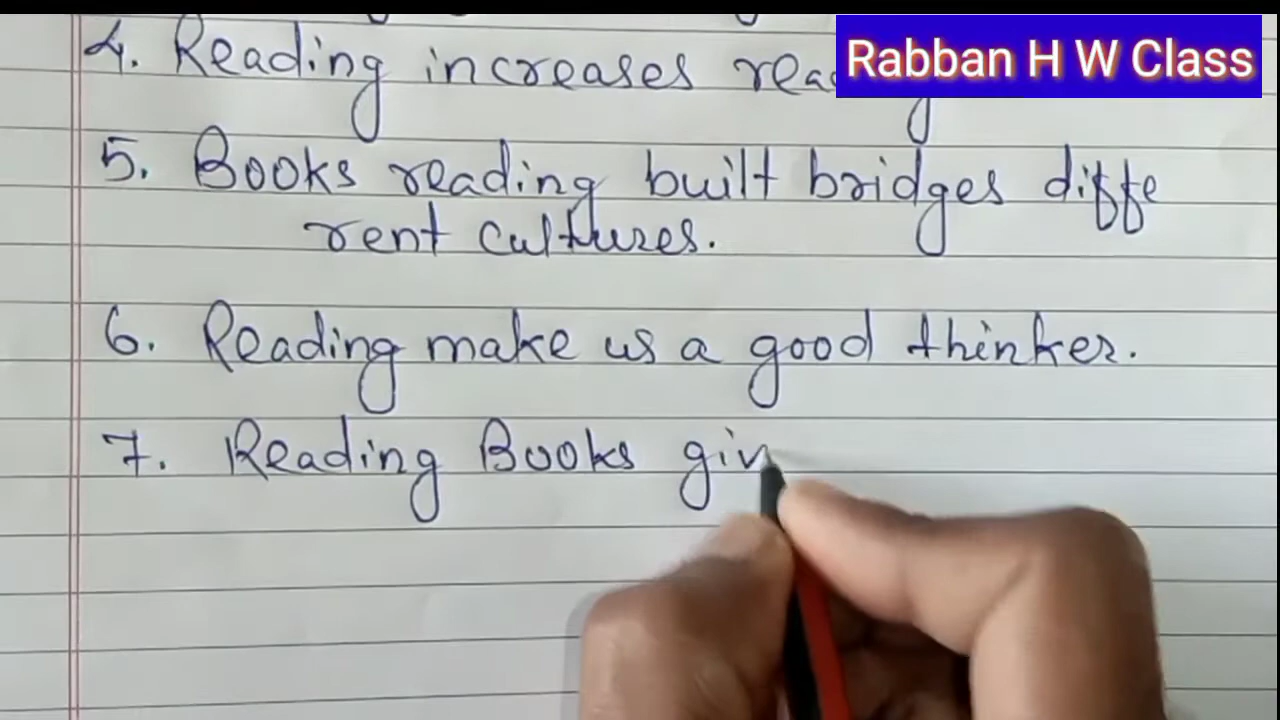 Rabban H W Class
4. Reading increases
5. Books reading built bridges diffe
rent cultures.
6. Reading make us a good thinker.
7. Reading Books giv